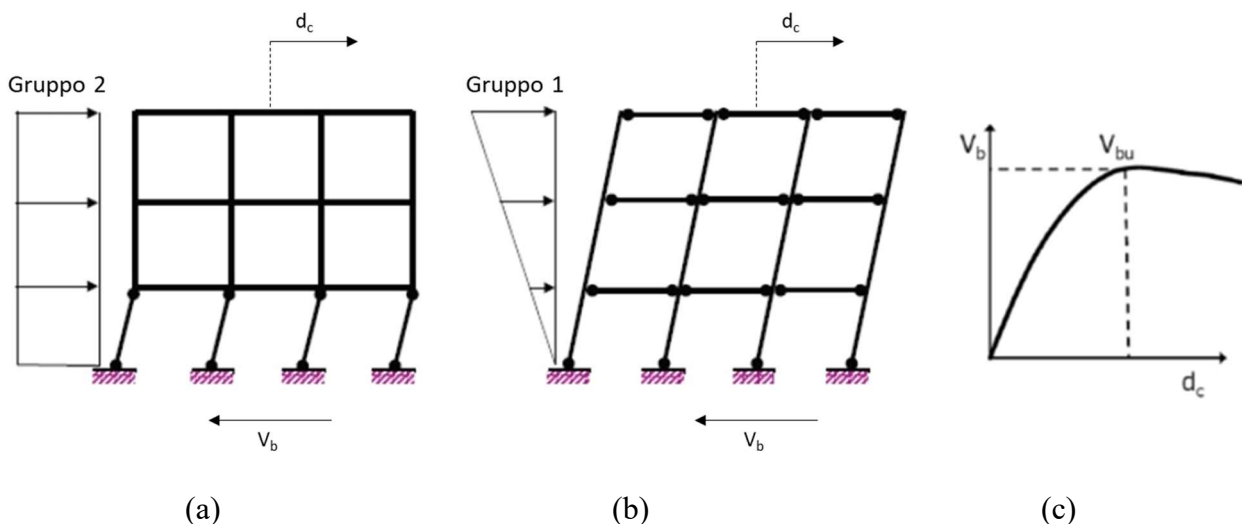 d_c
Gruppo 2
V_b
(a)
d_c
Gruppo 1
V_b
(b)
V_b
V_bu
d_c
(c)